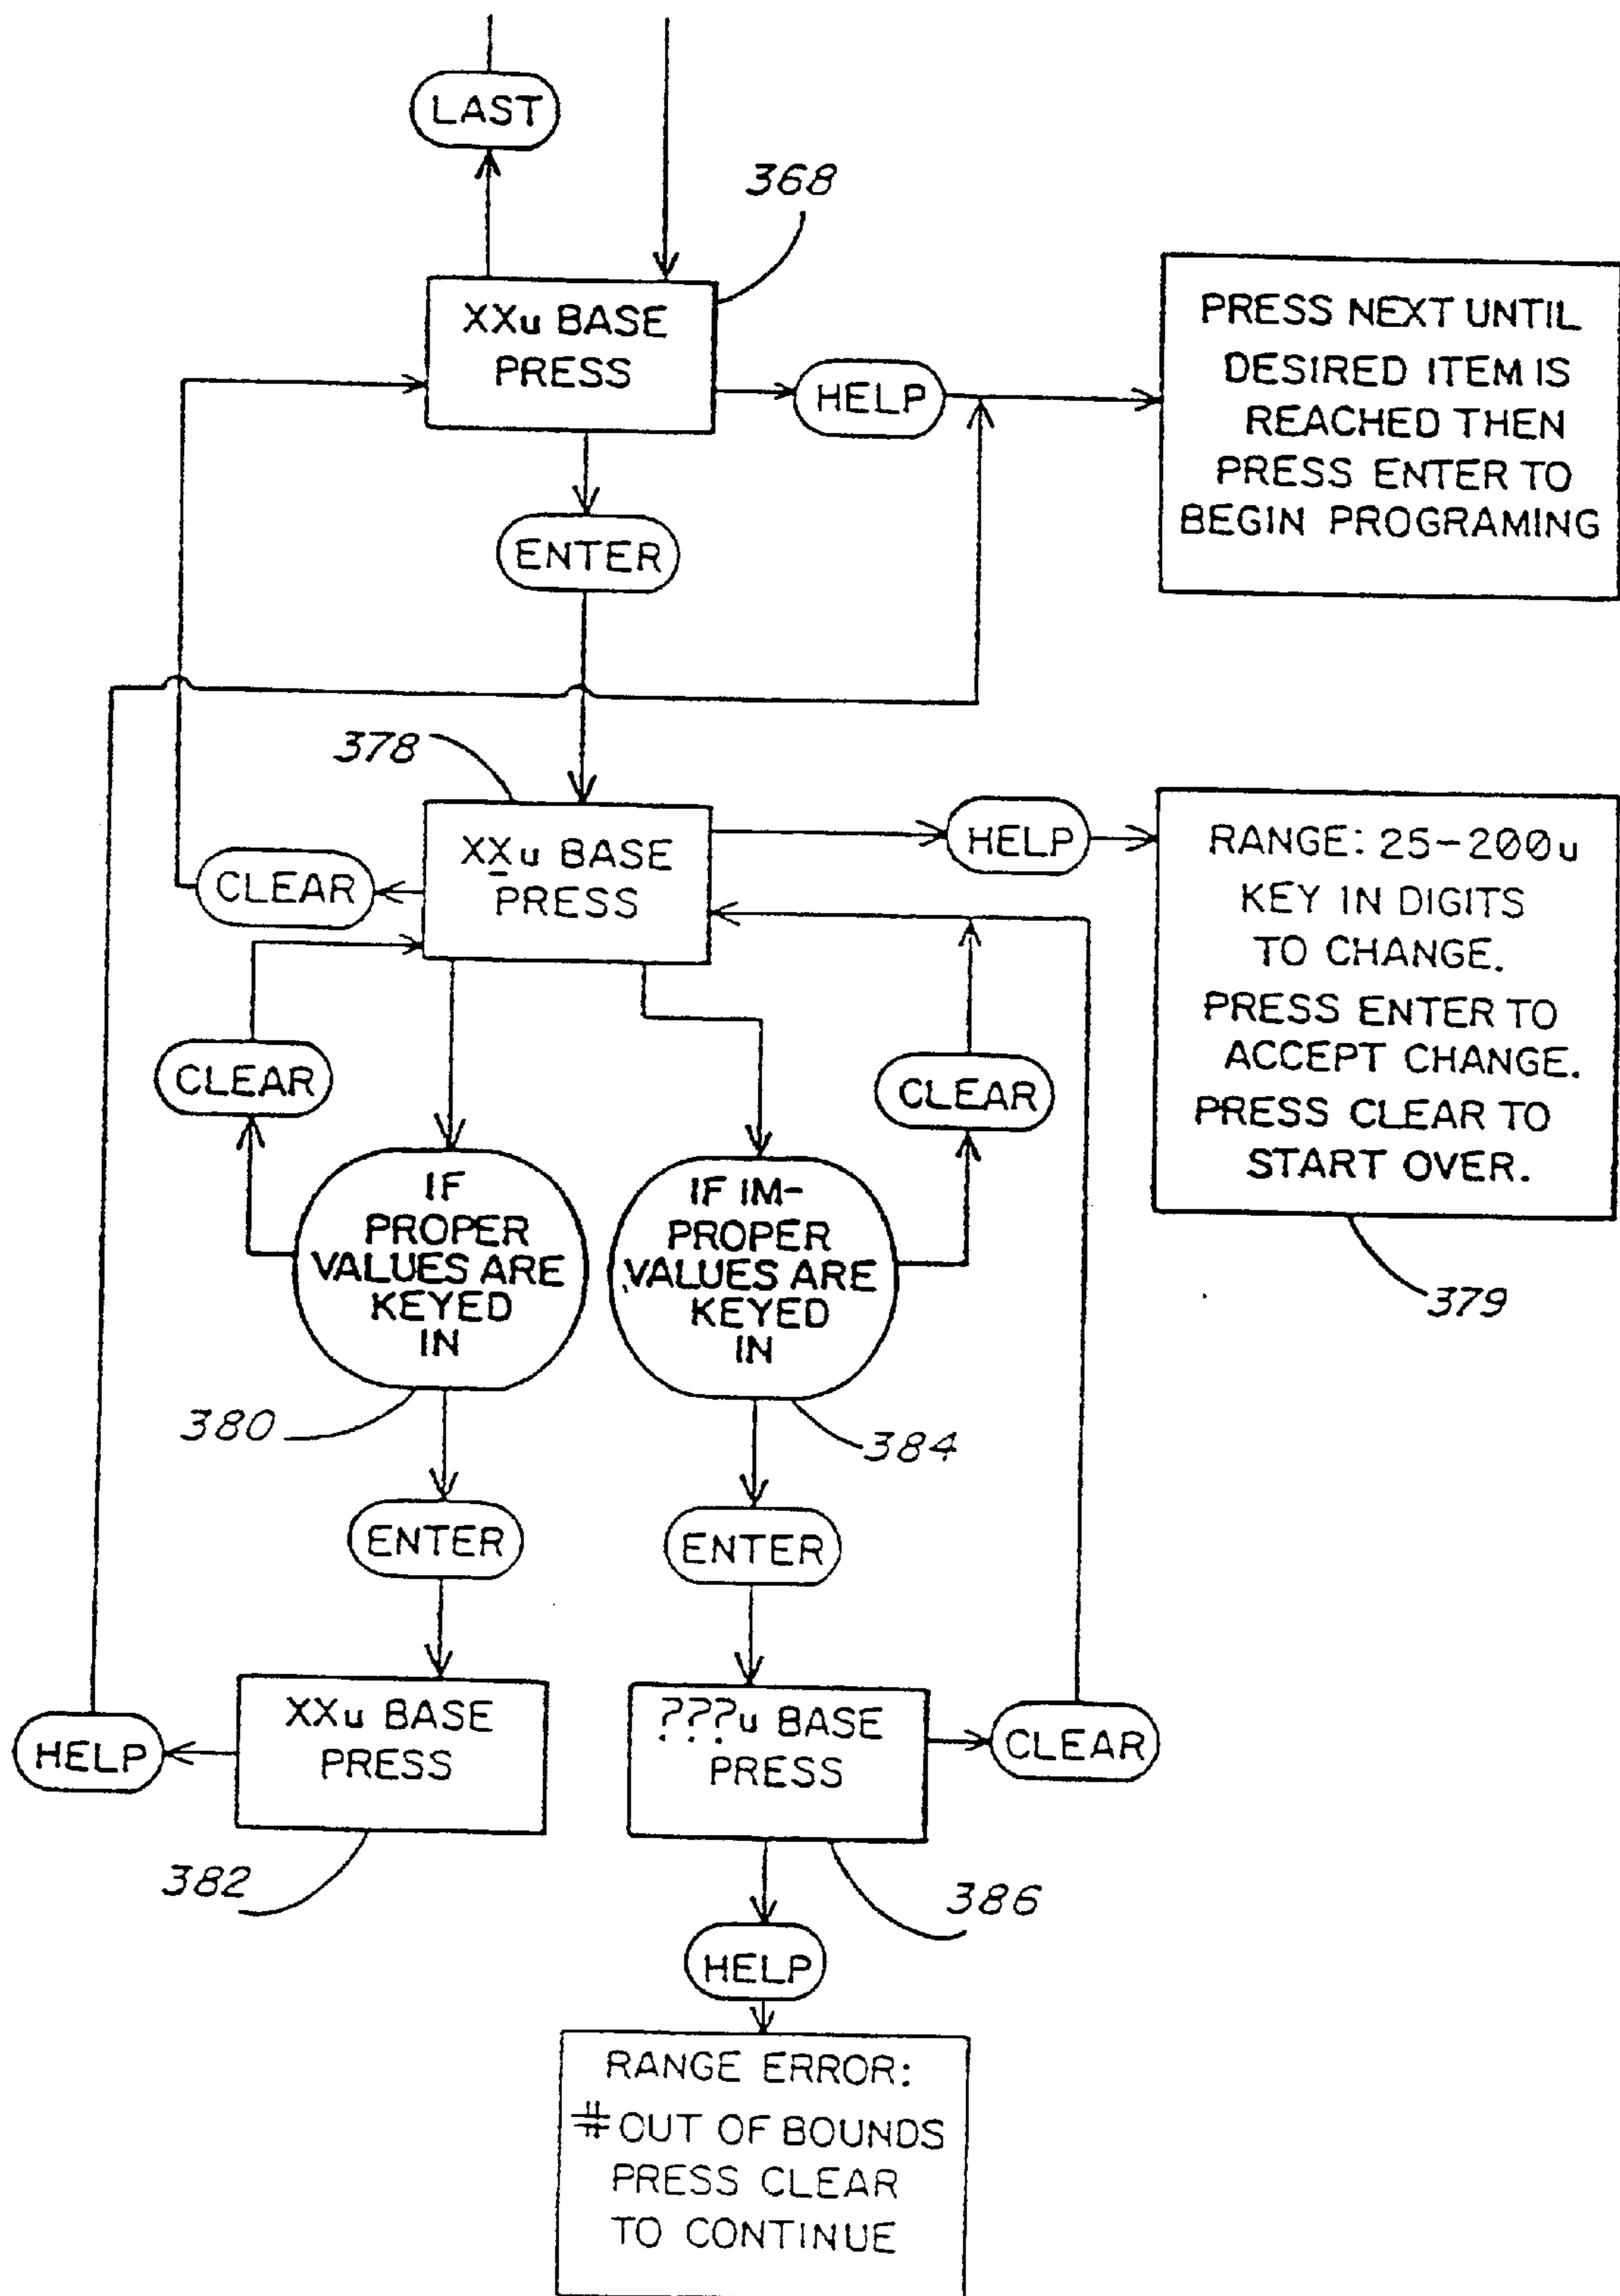 LAST
368
XXu BASE
PRESS
HELP
PRESS NEXT UNTIL
DESIRED ITEM IS
REACHED THEN
PRESS ENTER TO
BEGIN PROGRAMING
ENTER
378
XXu BASE
PRESS
CLEAR
HELP
RANGE: 25-200u
KEY IN DIGITS
TO CHANGE.
PRESS ENTER TO
ACCEPT CHANGE.
PRESS CLEAR TO
START OVER.
379
CLEAR
CLEAR
IF
PROPER
VALUES ARE
KEYED
IN
380
IF IM-
PROPER
VALUES ARE
KEYED
IN
384
ENTER
ENTER
HELP
XXu BASE
PRESS
382
???u BASE
PRESS
CLEAR
386
HELP
RANGE ERROR:
# OUT OF BOUNDS
PRESS CLEAR
TO CONTINUE